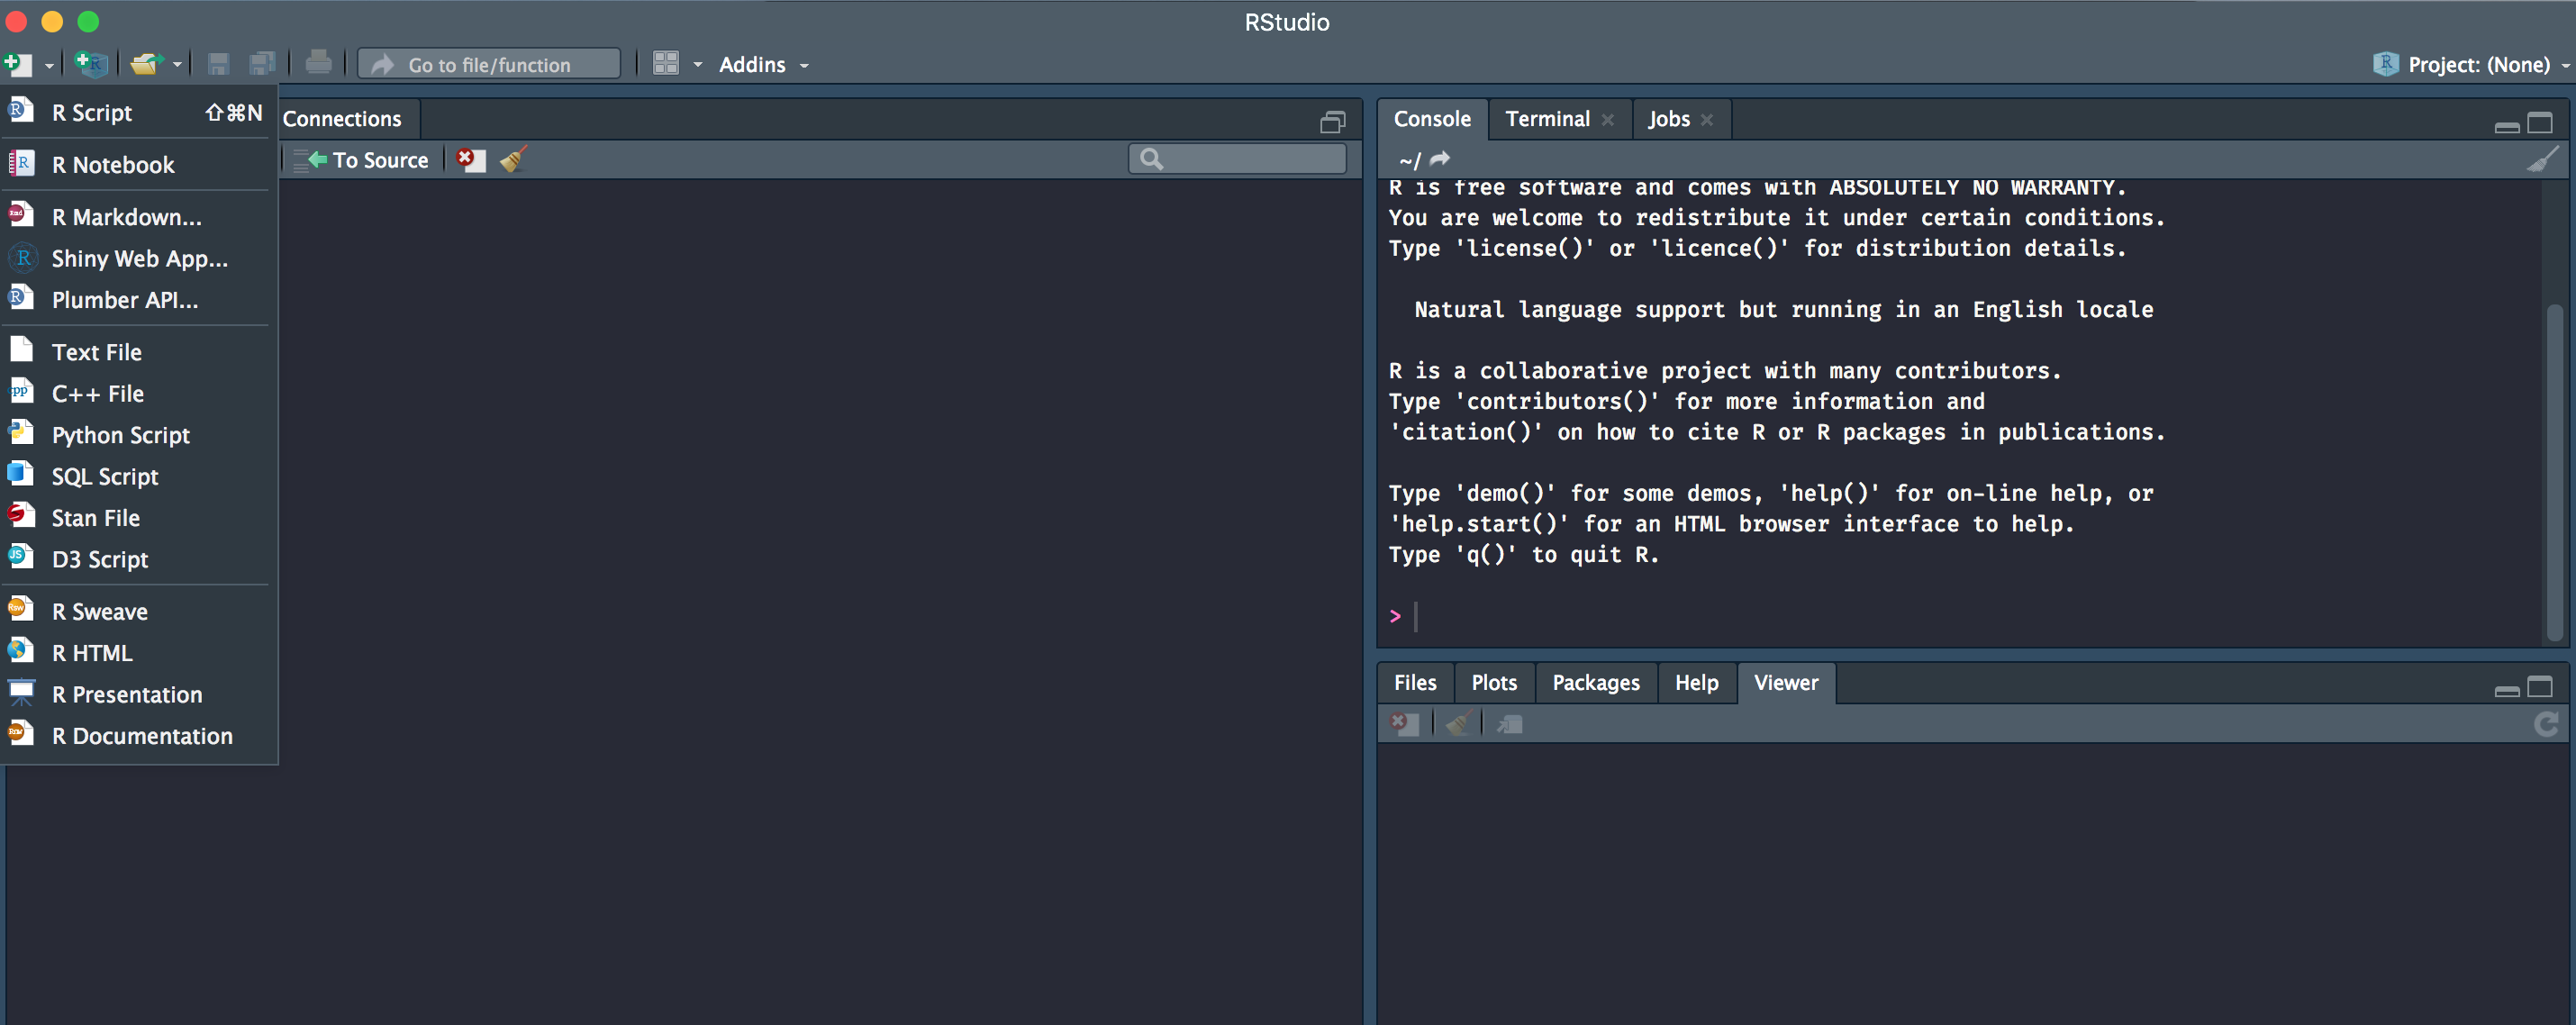 RStudio
Go to file/function
Addins
Project: (None)
R Script ⇧⌘N
R Notebook
R Markdown...
Shiny Web App...
Plumber API...
Text File
C++ File
Python Script
SQL Script
Stan File
D3 Script
R Sweave
R HTML
R Presentation
R Documentation
Connections
To Source
Console Terminal Jobs
~/
R is free software and comes with ABSOLUTELY NO WARRANTY.
You are welcome to redistribute it under certain conditions.
Type 'license()' or 'licence()' for distribution details.
Natural language support but running in an English locale
R is a collaborative project with many contributors.
Type 'contributors()' for more information and
'citation()' on how to cite R or R packages in publications.
Type 'demo()' for some demos, 'help()' for on-line help, or
'help.start()' for an HTML browser interface to help.
Type 'q()' to quit R.
>
Files Plots Packages Help Viewer